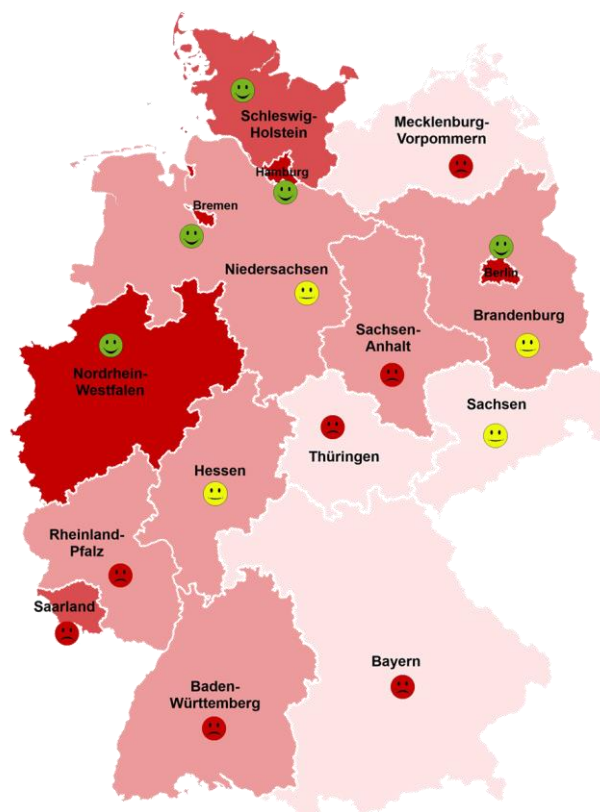 Schleswig-
Holstein
Mecklenburg-
Vorpommern
Hamburg
Bremen
Niedersachsen
Berlin
Brandenburg
Sachsen-
Anhalt
Nordrhein-
Westfalen
Sachsen
Thüringen
Hessen
Rheinland-
Pfalz
Saarland
Bayern
Baden-
Württemberg